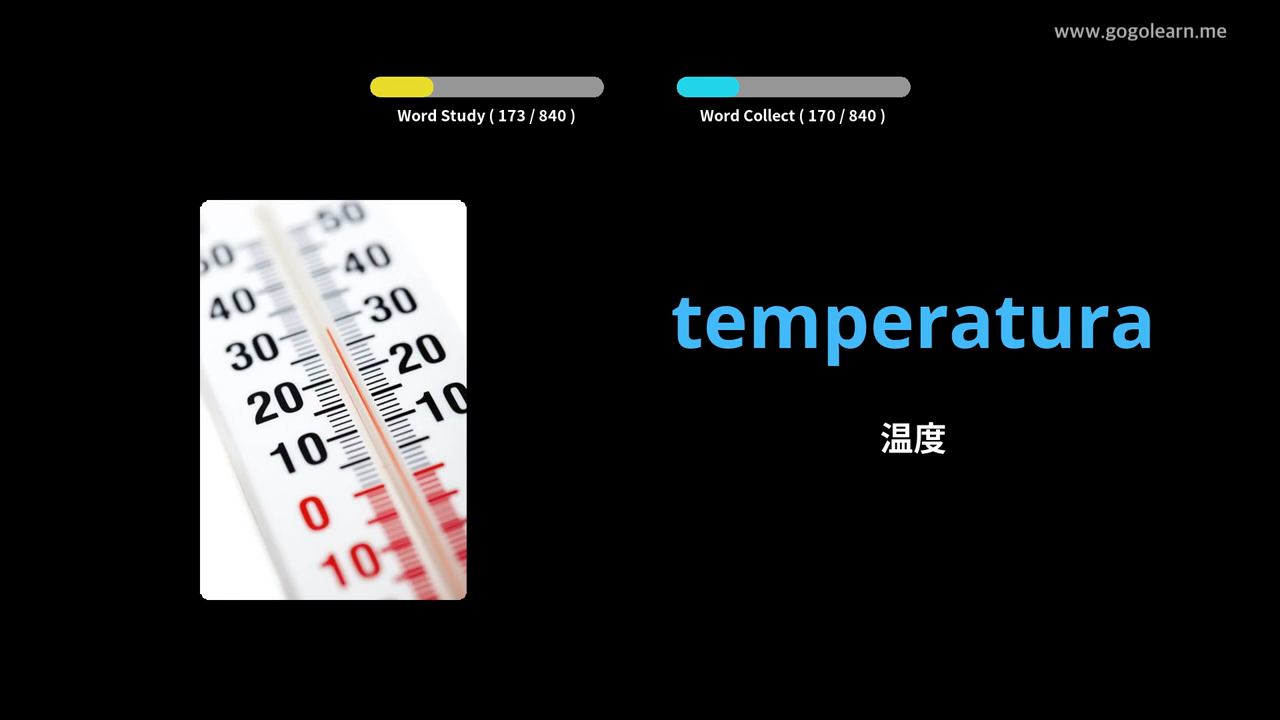 www.gogolearn.me
Word Study ( 173 / 840 )
Word Collect ( 170 / 840 )
50
40
40
30
30
20
20
10
10
0
10
temperatura
温度